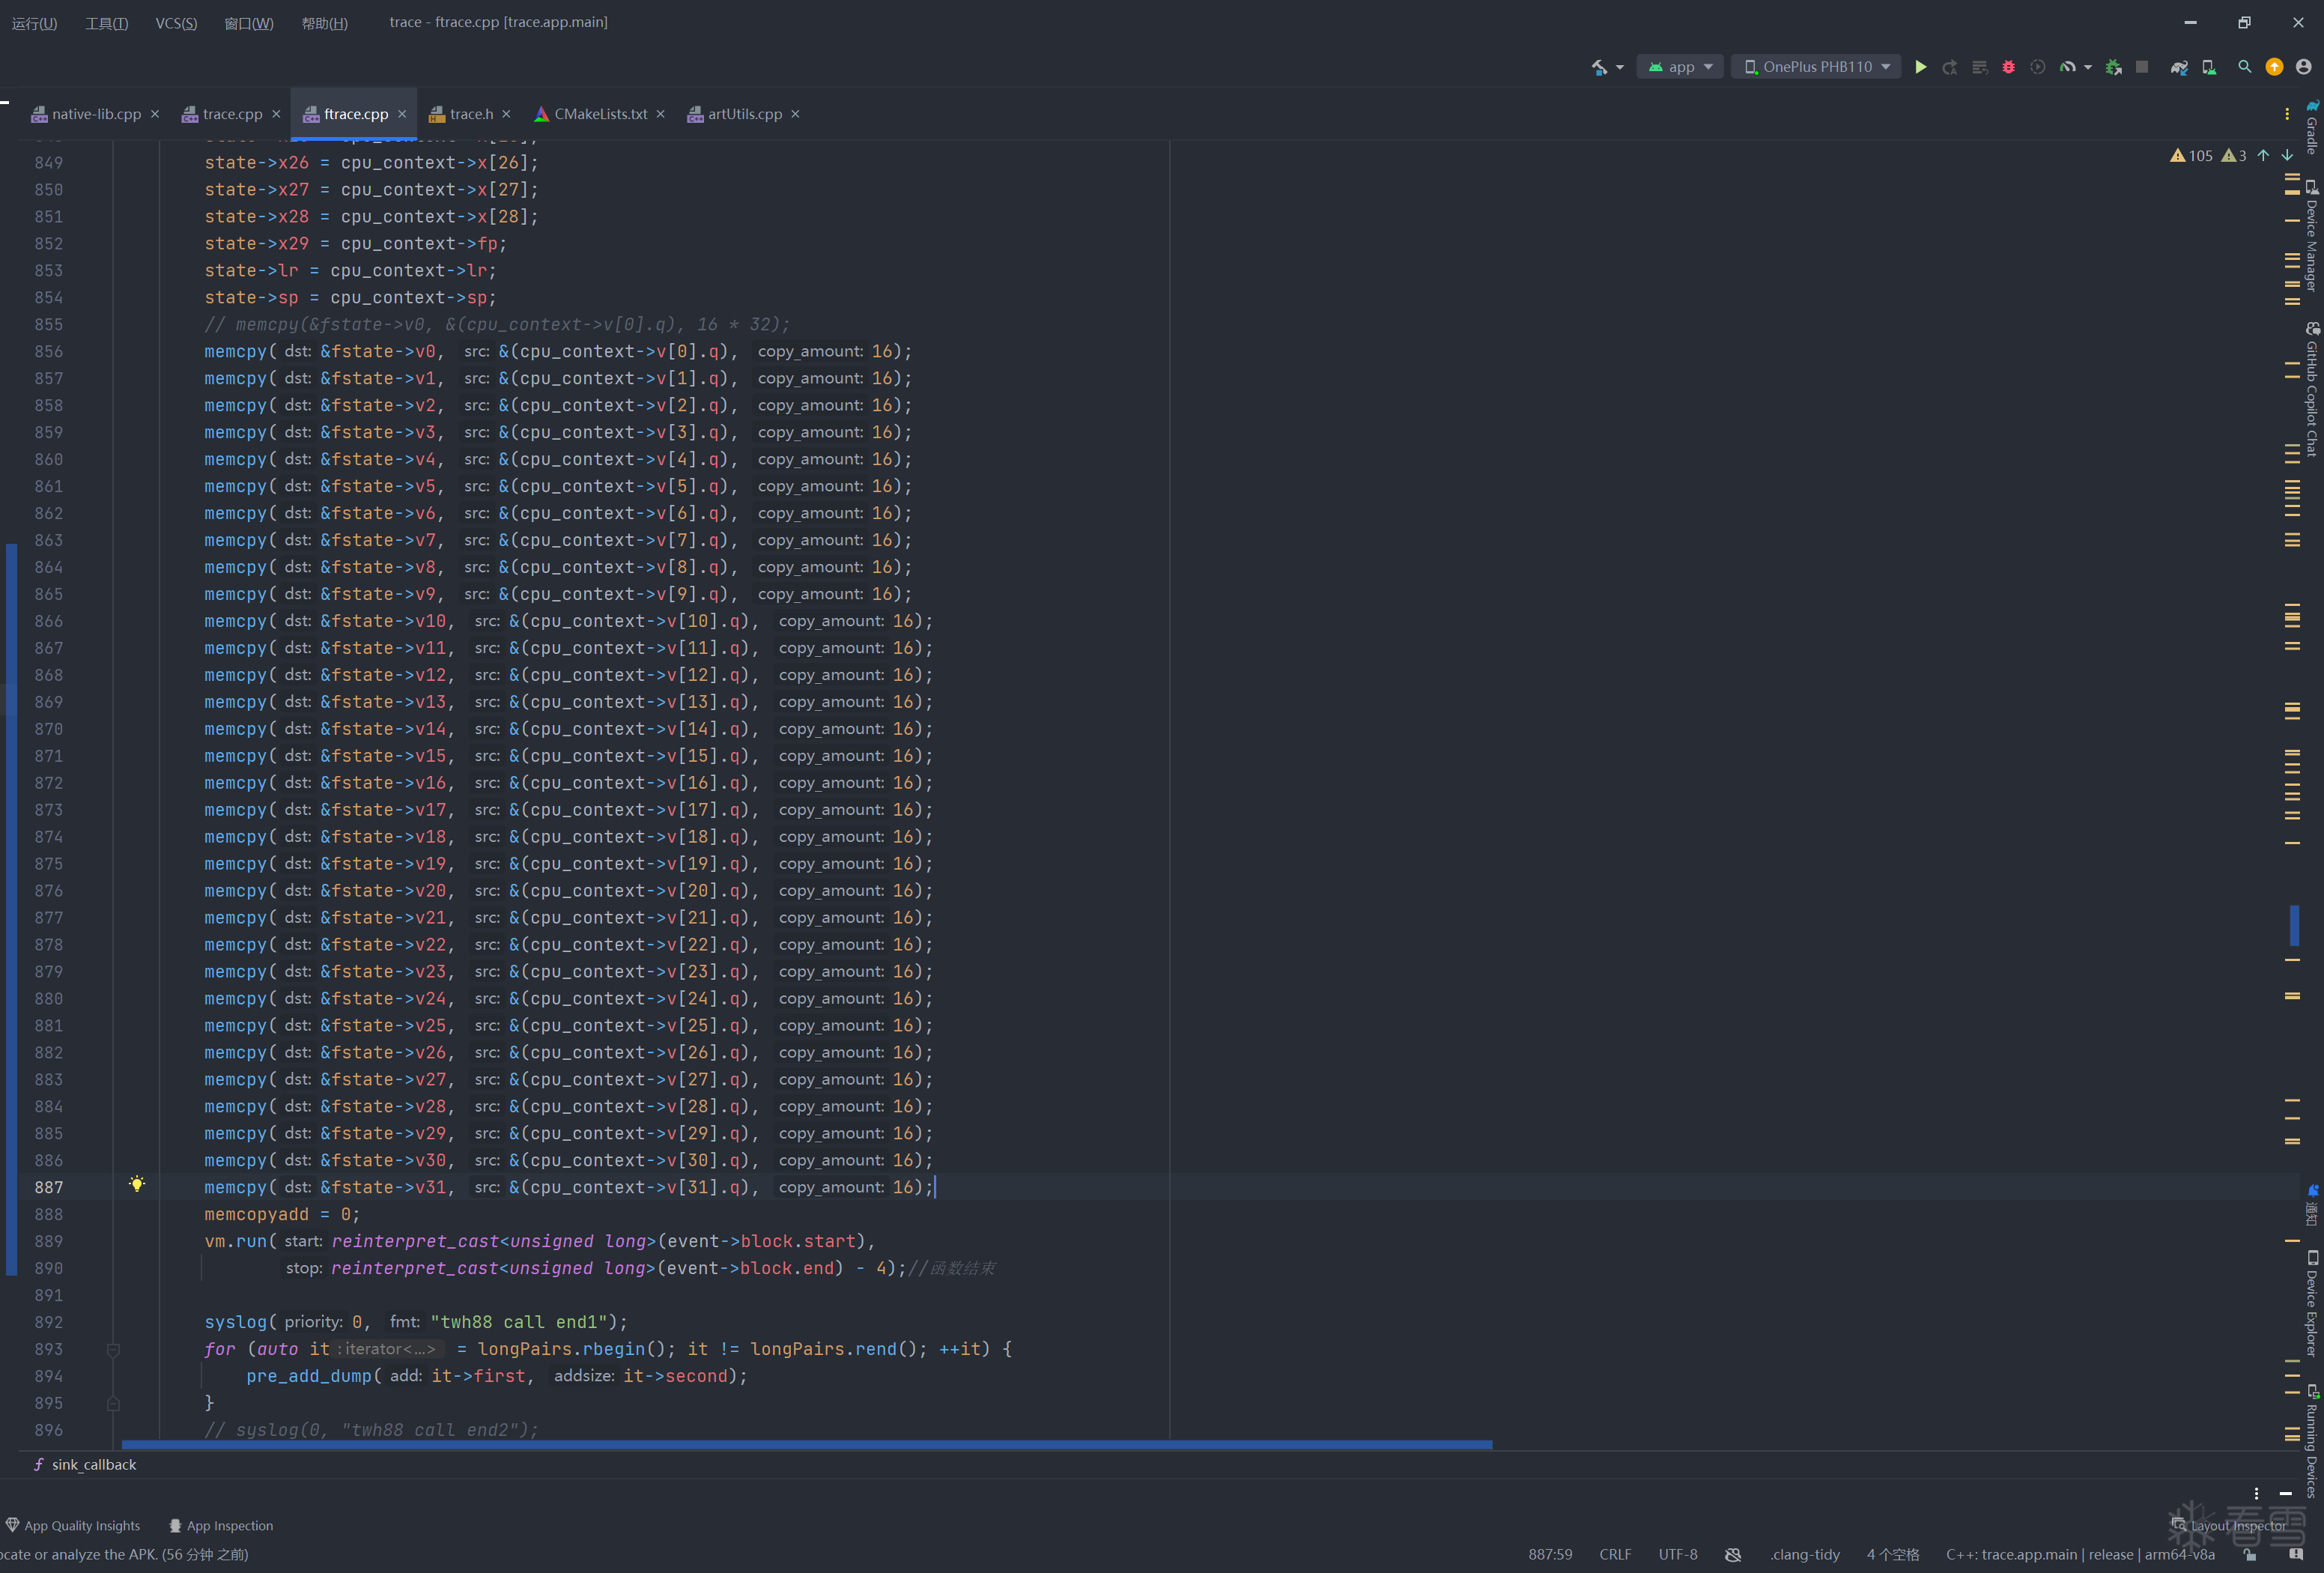 运行(U) 工具(T) VCS(S) 窗口(W) 帮助(H) trace - ftrace.cpp [trace.app.main]
app OnePlus PHB110
native-lib.cpp trace.cpp ftrace.cpp trace.h CMakeLists.txt artUtils.cpp
105 3
849 state->x26 = cpu_context->x[26];
850 state->x27 = cpu_context->x[27];
851 state->x28 = cpu_context->x[28];
852 state->x29 = cpu_context->fp;
853 state->lr = cpu_context->lr;
854 state->sp = cpu_context->sp;
855 // memcpy(&fstate->v0, &(cpu_context->v[0].q), 16 * 32);
856 memcpy( dst: &fstate->v0, src: &(cpu_context->v[0].q), copy_amount: 16);
857 memcpy( dst: &fstate->v1, src: &(cpu_context->v[1].q), copy_amount: 16);
858 memcpy( dst: &fstate->v2, src: &(cpu_context->v[2].q), copy_amount: 16);
859 memcpy( dst: &fstate->v3, src: &(cpu_context->v[3].q), copy_amount: 16);
860 memcpy( dst: &fstate->v4, src: &(cpu_context->v[4].q), copy_amount: 16);
861 memcpy( dst: &fstate->v5, src: &(cpu_context->v[5].q), copy_amount: 16);
862 memcpy( dst: &fstate->v6, src: &(cpu_context->v[6].q), copy_amount: 16);
863 memcpy( dst: &fstate->v7, src: &(cpu_context->v[7].q), copy_amount: 16);
864 memcpy( dst: &fstate->v8, src: &(cpu_context->v[8].q), copy_amount: 16);
865 memcpy( dst: &fstate->v9, src: &(cpu_context->v[9].q), copy_amount: 16);
866 memcpy( dst: &fstate->v10, src: &(cpu_context->v[10].q), copy_amount: 16);
867 memcpy( dst: &fstate->v11, src: &(cpu_context->v[11].q), copy_amount: 16);
868 memcpy( dst: &fstate->v12, src: &(cpu_context->v[12].q), copy_amount: 16);
869 memcpy( dst: &fstate->v13, src: &(cpu_context->v[13].q), copy_amount: 16);
870 memcpy( dst: &fstate->v14, src: &(cpu_context->v[14].q), copy_amount: 16);
871 memcpy( dst: &fstate->v15, src: &(cpu_context->v[15].q), copy_amount: 16);
872 memcpy( dst: &fstate->v16, src: &(cpu_context->v[16].q), copy_amount: 16);
873 memcpy( dst: &fstate->v17, src: &(cpu_context->v[17].q), copy_amount: 16);
874 memcpy( dst: &fstate->v18, src: &(cpu_context->v[18].q), copy_amount: 16);
875 memcpy( dst: &fstate->v19, src: &(cpu_context->v[19].q), copy_amount: 16);
876 memcpy( dst: &fstate->v20, src: &(cpu_context->v[20].q), copy_amount: 16);
877 memcpy( dst: &fstate->v21, src: &(cpu_context->v[21].q), copy_amount: 16);
878 memcpy( dst: &fstate->v22, src: &(cpu_context->v[22].q), copy_amount: 16);
879 memcpy( dst: &fstate->v23, src: &(cpu_context->v[23].q), copy_amount: 16);
880 memcpy( dst: &fstate->v24, src: &(cpu_context->v[24].q), copy_amount: 16);
881 memcpy( dst: &fstate->v25, src: &(cpu_context->v[25].q), copy_amount: 16);
882 memcpy( dst: &fstate->v26, src: &(cpu_context->v[26].q), copy_amount: 16);
883 memcpy( dst: &fstate->v27, src: &(cpu_context->v[27].q), copy_amount: 16);
884 memcpy( dst: &fstate->v28, src: &(cpu_context->v[28].q), copy_amount: 16);
885 memcpy( dst: &fstate->v29, src: &(cpu_context->v[29].q), copy_amount: 16);
886 memcpy( dst: &fstate->v30, src: &(cpu_context->v[30].q), copy_amount: 16);
887 memcpy( dst: &fstate->v31, src: &(cpu_context->v[31].q), copy_amount: 16);
888 memcopyadd = 0;
889 vm.run( start: reinterpret_cast<unsigned long>(event->block.start),
890 stop: reinterpret_cast<unsigned long>(event->block.end) - 4);//函数结束
891
892 syslog( priority: 0, fmt: "twh88 call end1");
893 for (auto it : iterator<...> = longPairs.rbegin(); it != longPairs.rend(); ++it) {
894 pre_add_dump( add: it->first, addsize: it->second);
895 }
896 // syslog(0, "twh88 call end2");
sink_callback
App Quality Insights App Inspection Layout Inspector
ocate or analyze the APK. (56 分钟 之前) 887:59 CRLF UTF-8 .clang-tidy 4 个空格 C++: trace.app.main | release | arm64-v8a
Gradle
Device Manager
GitHub Copilot Chat
通知
Device Explorer
Running Devices
看雪